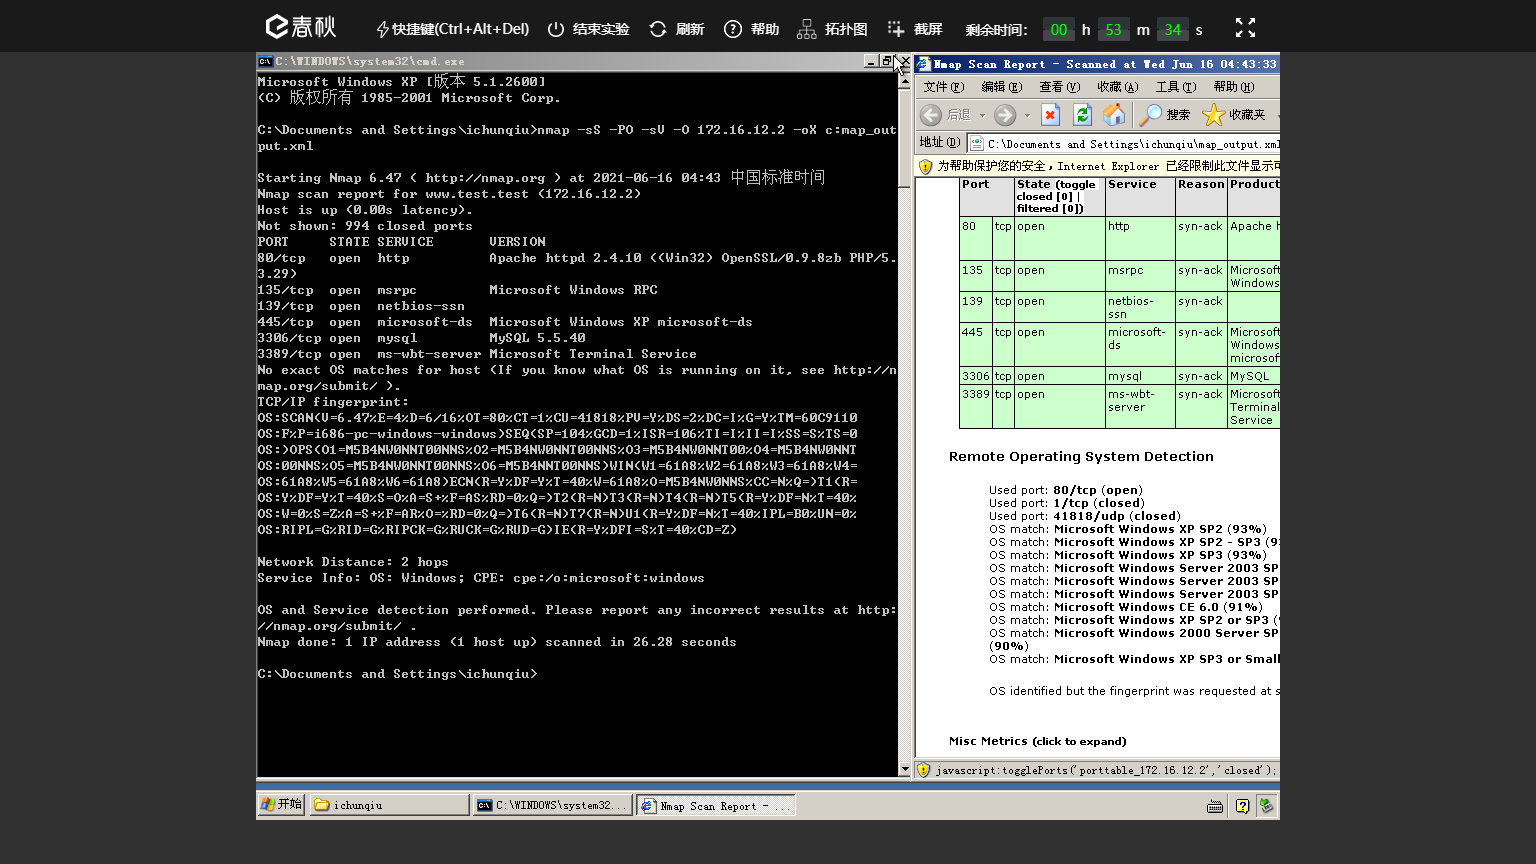 e春秋
快捷键(Ctrl+Alt+Del)
结束实验
刷新
帮助
拓扑图
截屏
剩余时间: 00 h 53 m 34 s
C:\WINDOWS\system32\cmd.exe
Microsoft Windows XP [版本 5.1.2600]
(C) 版权所有 1985-2001 Microsoft Corp.
C:\Documents and Settings\ichunqiu>nmap -sS -PO -sV -O 172.16.12.2 -oX c:map_out
put.xml
Starting Nmap 6.47 ( http://nmap.org ) at 2021-06-16 04:43 中国标准时间
Nmap scan report for www.test.test (172.16.12.2)
Host is up (0.00s latency).
Not shown: 994 closed ports
PORT STATE SERVICE VERSION
80/tcp open http Apache httpd 2.4.10 ((Win32) OpenSSL/0.9.8zb PHP/5.
3.29)
135/tcp open msrpc Microsoft Windows RPC
139/tcp open netbios-ssn
445/tcp open microsoft-ds Microsoft Windows XP microsoft-ds
3306/tcp open mysql MySQL 5.5.40
3389/tcp open ms-wbt-server Microsoft Terminal Service
No exact OS matches for host (If you know what OS is running on it, see http://n
map.org/submit/ ).
TCP/IP fingerprint:
OS:SCAN(V=6.47%E=4%D=6/16%OT=80%CT=1%CU=41818%PV=Y%DS=2%DC=I%G=Y%TM=60C9110
OS:F%P=i686-pc-windows-windows)SEQ(SP=104%GCD=1%ISR=106%TI=I%II=I%SS=S%TS=0
OS:)OPS(O1=M5B4NW0NNT00NNS%O2=M5B4NW0NNT00NNS%O3=M5B4NW0NNT00%O4=M5B4NW0NNT
OS:00NNS%O5=M5B4NW0NNT00NNS%O6=M5B4NNT00NNS)WIN(W1=61A8%W2=61A8%W3=61A8%W4=
OS:61A8%W5=61A8%W6=61A8)ECN(R=Y%DF=Y%T=40%W=61A8%O=M5B4NW0NNS%CC=N%Q=)T1(R=
OS:Y%DF=Y%T=40%S=O%A=S+%F=AS%RD=0%Q=)T2(R=N)T3(R=N)T4(R=N)T5(R=Y%DF=N%T=40%
OS:W=0%S=Z%A=S+%F=AR%O=%RD=0%Q=)T6(R=N)T7(R=N)U1(R=Y%DF=N%T=40%IPL=B0%UN=0%
OS:RIPL=G%RID=G%RIPCK=G%RUCK=G%RUD=G)IE(R=Y%DFI=S%T=40%CD=Z)
Network Distance: 2 hops
Service Info: OS: Windows; CPE: cpe:/o:microsoft:windows
OS and Service detection performed. Please report any incorrect results at http:
//nmap.org/submit/ .
Nmap done: 1 IP address (1 host up) scanned in 26.28 seconds
C:\Documents and Settings\ichunqiu>
Nmap Scan Report - Scanned at Wed Jun 16 04:43:33
文件(F) 编辑(E) 查看(V) 收藏(A) 工具(T) 帮助(H)
后退 搜索 收藏夹
地址(D) C:\Documents and Settings\ichunqiu\map_output.xml
为帮助保护您的安全，Internet Explorer 已经限制此文件显示可
Port State (toggle closed [0] | filtered [0]) Service Reason Product
80 tcp open http syn-ack Apache h
135 tcp open msrpc syn-ack Microsoft Windows
139 tcp open netbios-ssn syn-ack
445 tcp open microsoft-ds syn-ack Microsoft Windows microsoft
3306 tcp open mysql syn-ack MySQL
3389 tcp open ms-wbt-server syn-ack Microsoft Terminal Service
Remote Operating System Detection
Used port: 80/tcp (open)
Used port: 1/tcp (closed)
Used port: 41818/udp (closed)
OS match: Microsoft Windows XP SP2 (93%)
OS match: Microsoft Windows XP SP2 - SP3 (93
OS match: Microsoft Windows XP SP3 (93%)
OS match: Microsoft Windows Server 2003 SP
OS match: Microsoft Windows Server 2003 SP
OS match: Microsoft Windows Server 2003 SP
OS match: Microsoft Windows CE 6.0 (91%)
OS match: Microsoft Windows XP SP2 or SP3 (
OS match: Microsoft Windows 2000 Server SP
(90%)
OS match: Microsoft Windows XP SP3 or Small
OS identified but the fingerprint was requested at s
Misc Metrics (click to expand)
javascript:togglePorts('porttable_172.16.12.2','closed');
开始
ichunqiu
C:\WINDOWS\system32...
Nmap Scan Report - ...